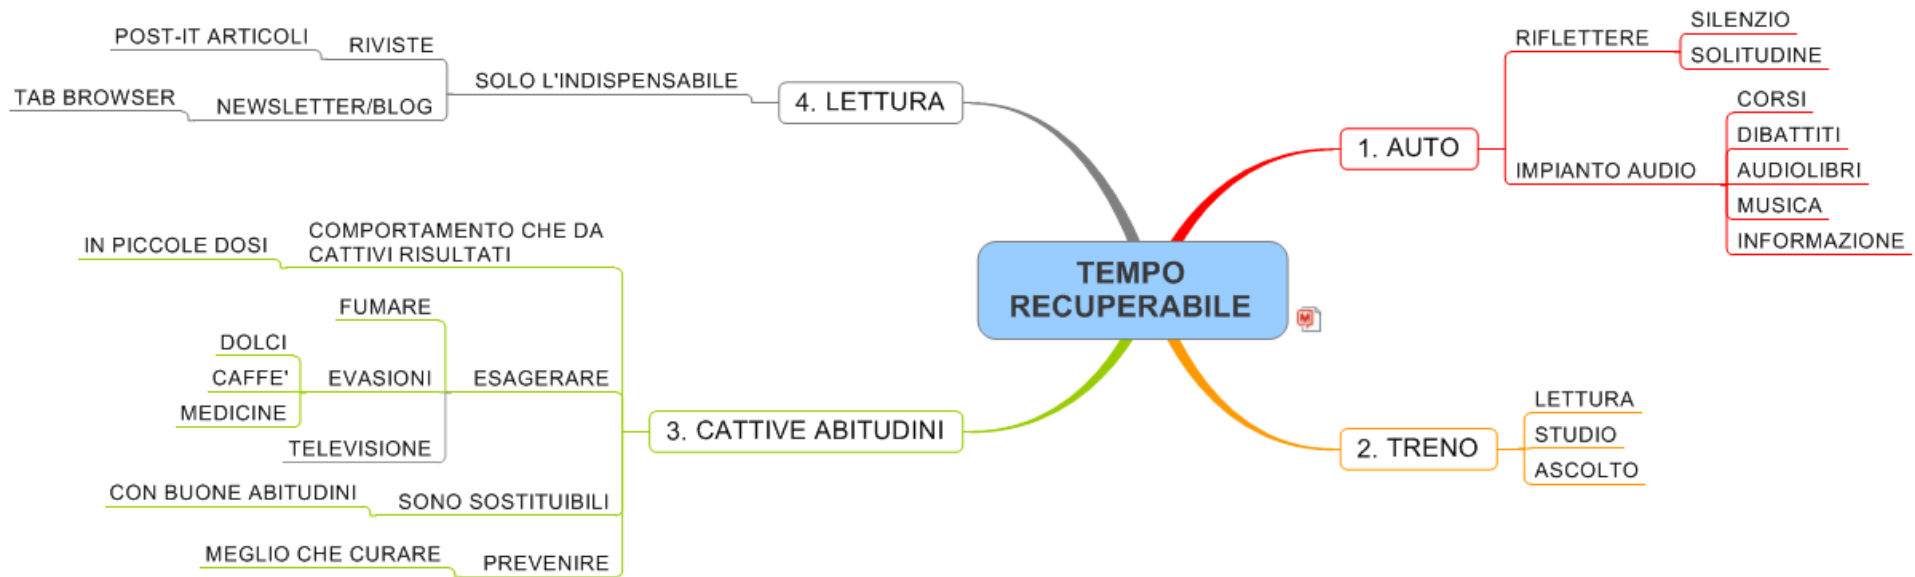 TEMPO
RECUPERABILE
1. AUTO
RIFLETTERE
SILENZIO
SOLITUDINE
IMPIANTO AUDIO
CORSI
DIBATTITI
AUDIOLIBRI
MUSICA
INFORMAZIONE
2. TRENO
LETTURA
STUDIO
ASCOLTO
3. CATTIVE ABITUDINI
COMPORTAMENTO CHE DA
CATTIVI RISULTATI
IN PICCOLE DOSI
ESAGERARE
FUMARE
EVASIONI
DOLCI
CAFFE'
MEDICINE
TELEVISIONE
SONO SOSTITUIBILI
CON BUONE ABITUDINI
PREVENIRE
MEGLIO CHE CURARE
4. LETTURA
SOLO L'INDISPENSABILE
RIVISTE
POST-IT ARTICOLI
NEWSLETTER/BLOG
TAB BROWSER